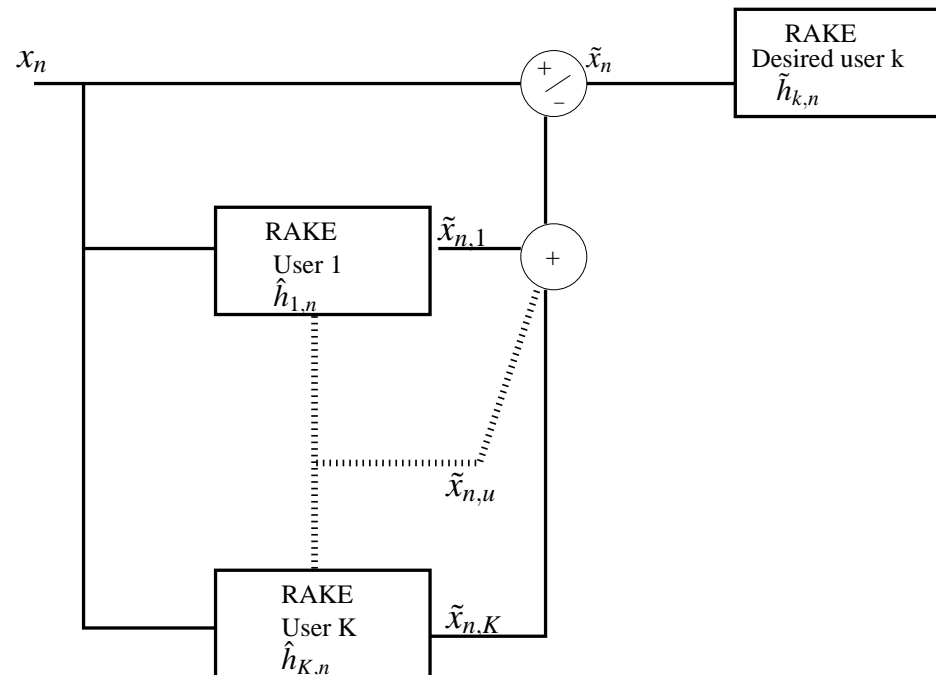 RAKE
Desired user k
h̃_{k,n}
x_n
+
/
-
x̃_n
RAKE
User 1
ĥ_{1,n}
x̃_{n,1}
+
x̃_{n,u}
RAKE
User K
ĥ_{K,n}
x̃_{n,K}